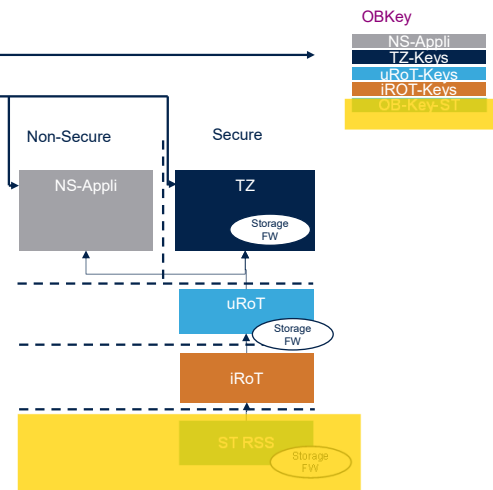 OBKey
NS-Appli
TZ-Keys
uRoT-Keys
iROT-Keys
OB-Key-ST
Non-Secure
Secure
NS-Appli
TZ
Storage
FW
uRoT
Storage
FW
iRoT
ST RSS
Storage
FW